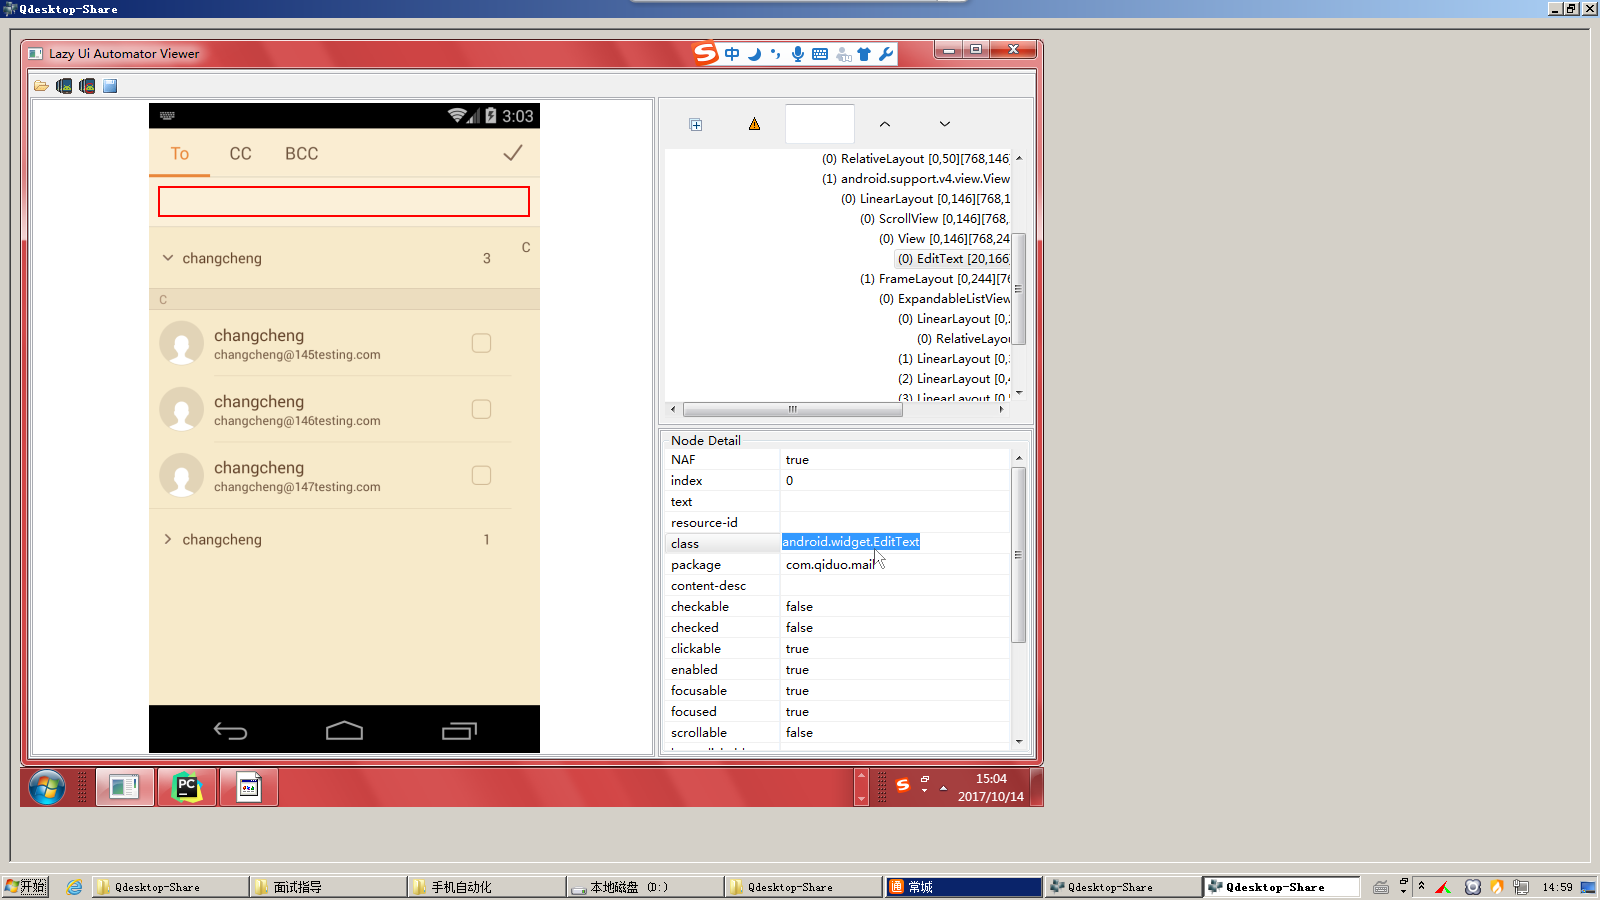 Qdesktop-Share
Lazy Ui Automator Viewer
中
3:03
To CC BCC
C
changcheng 3
C
changcheng
changcheng@145testing.com
changcheng
changcheng@146testing.com
changcheng
changcheng@147testing.com
changcheng 1
(0) RelativeLayout [0,50][768,146]
(1) android.support.v4.view.View
(0) LinearLayout [0,146][768,1
(0) ScrollView [0,146][768,
(0) View [0,146][768,24
(0) EditText [20,166]
(1) FrameLayout [0,244][76
(0) ExpandableListView
(0) LinearLayout [0,
(0) RelativeLayou
(1) LinearLayout [0,
(2) LinearLayout [0,4
(3) LinearLayout [0,
Node Detail
NAF true
index 0
text
resource-id
class android.widget.EditText
package com.qiduo.mail
content-desc
checkable false
checked false
clickable true
enabled true
focusable true
focused true
scrollable false
PC
15:04
2017/10/14
开始
Qdesktop-Share
面试指导
手机自动化
本地磁盘 (D:)
Qdesktop-Share
常城
Qdesktop-Share
Qdesktop-Share
14:59